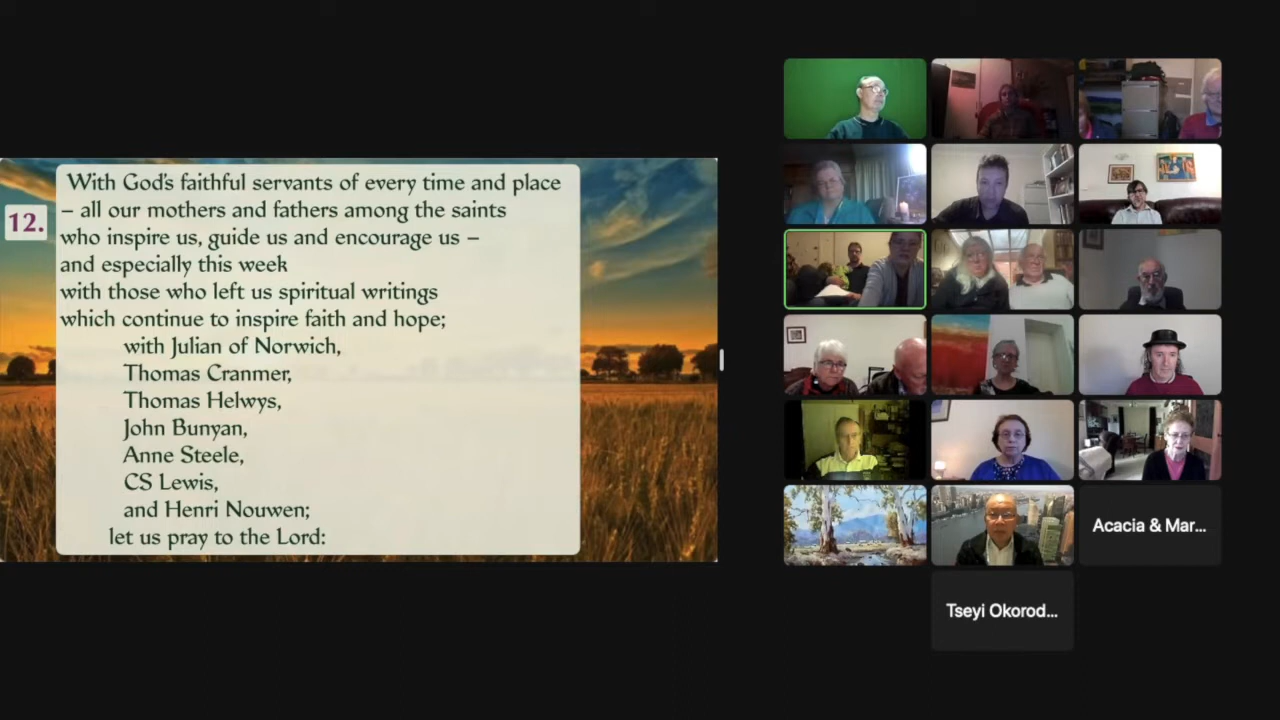 With God's faithful servants of every time and place
12.
– all our mothers and fathers among the saints
who inspire us, guide us and encourage us –
and especially this week
with those who left us spiritual writings
which continue to inspire faith and hope;
with Julian of Norwich,
Thomas Cranmer,
Thomas Helwys,
John Bunyan,
Anne Steele,
CS Lewis,
and Henri Nouwen;
let us pray to the Lord:
Acacia & Mar...
Tseyi Okorod...